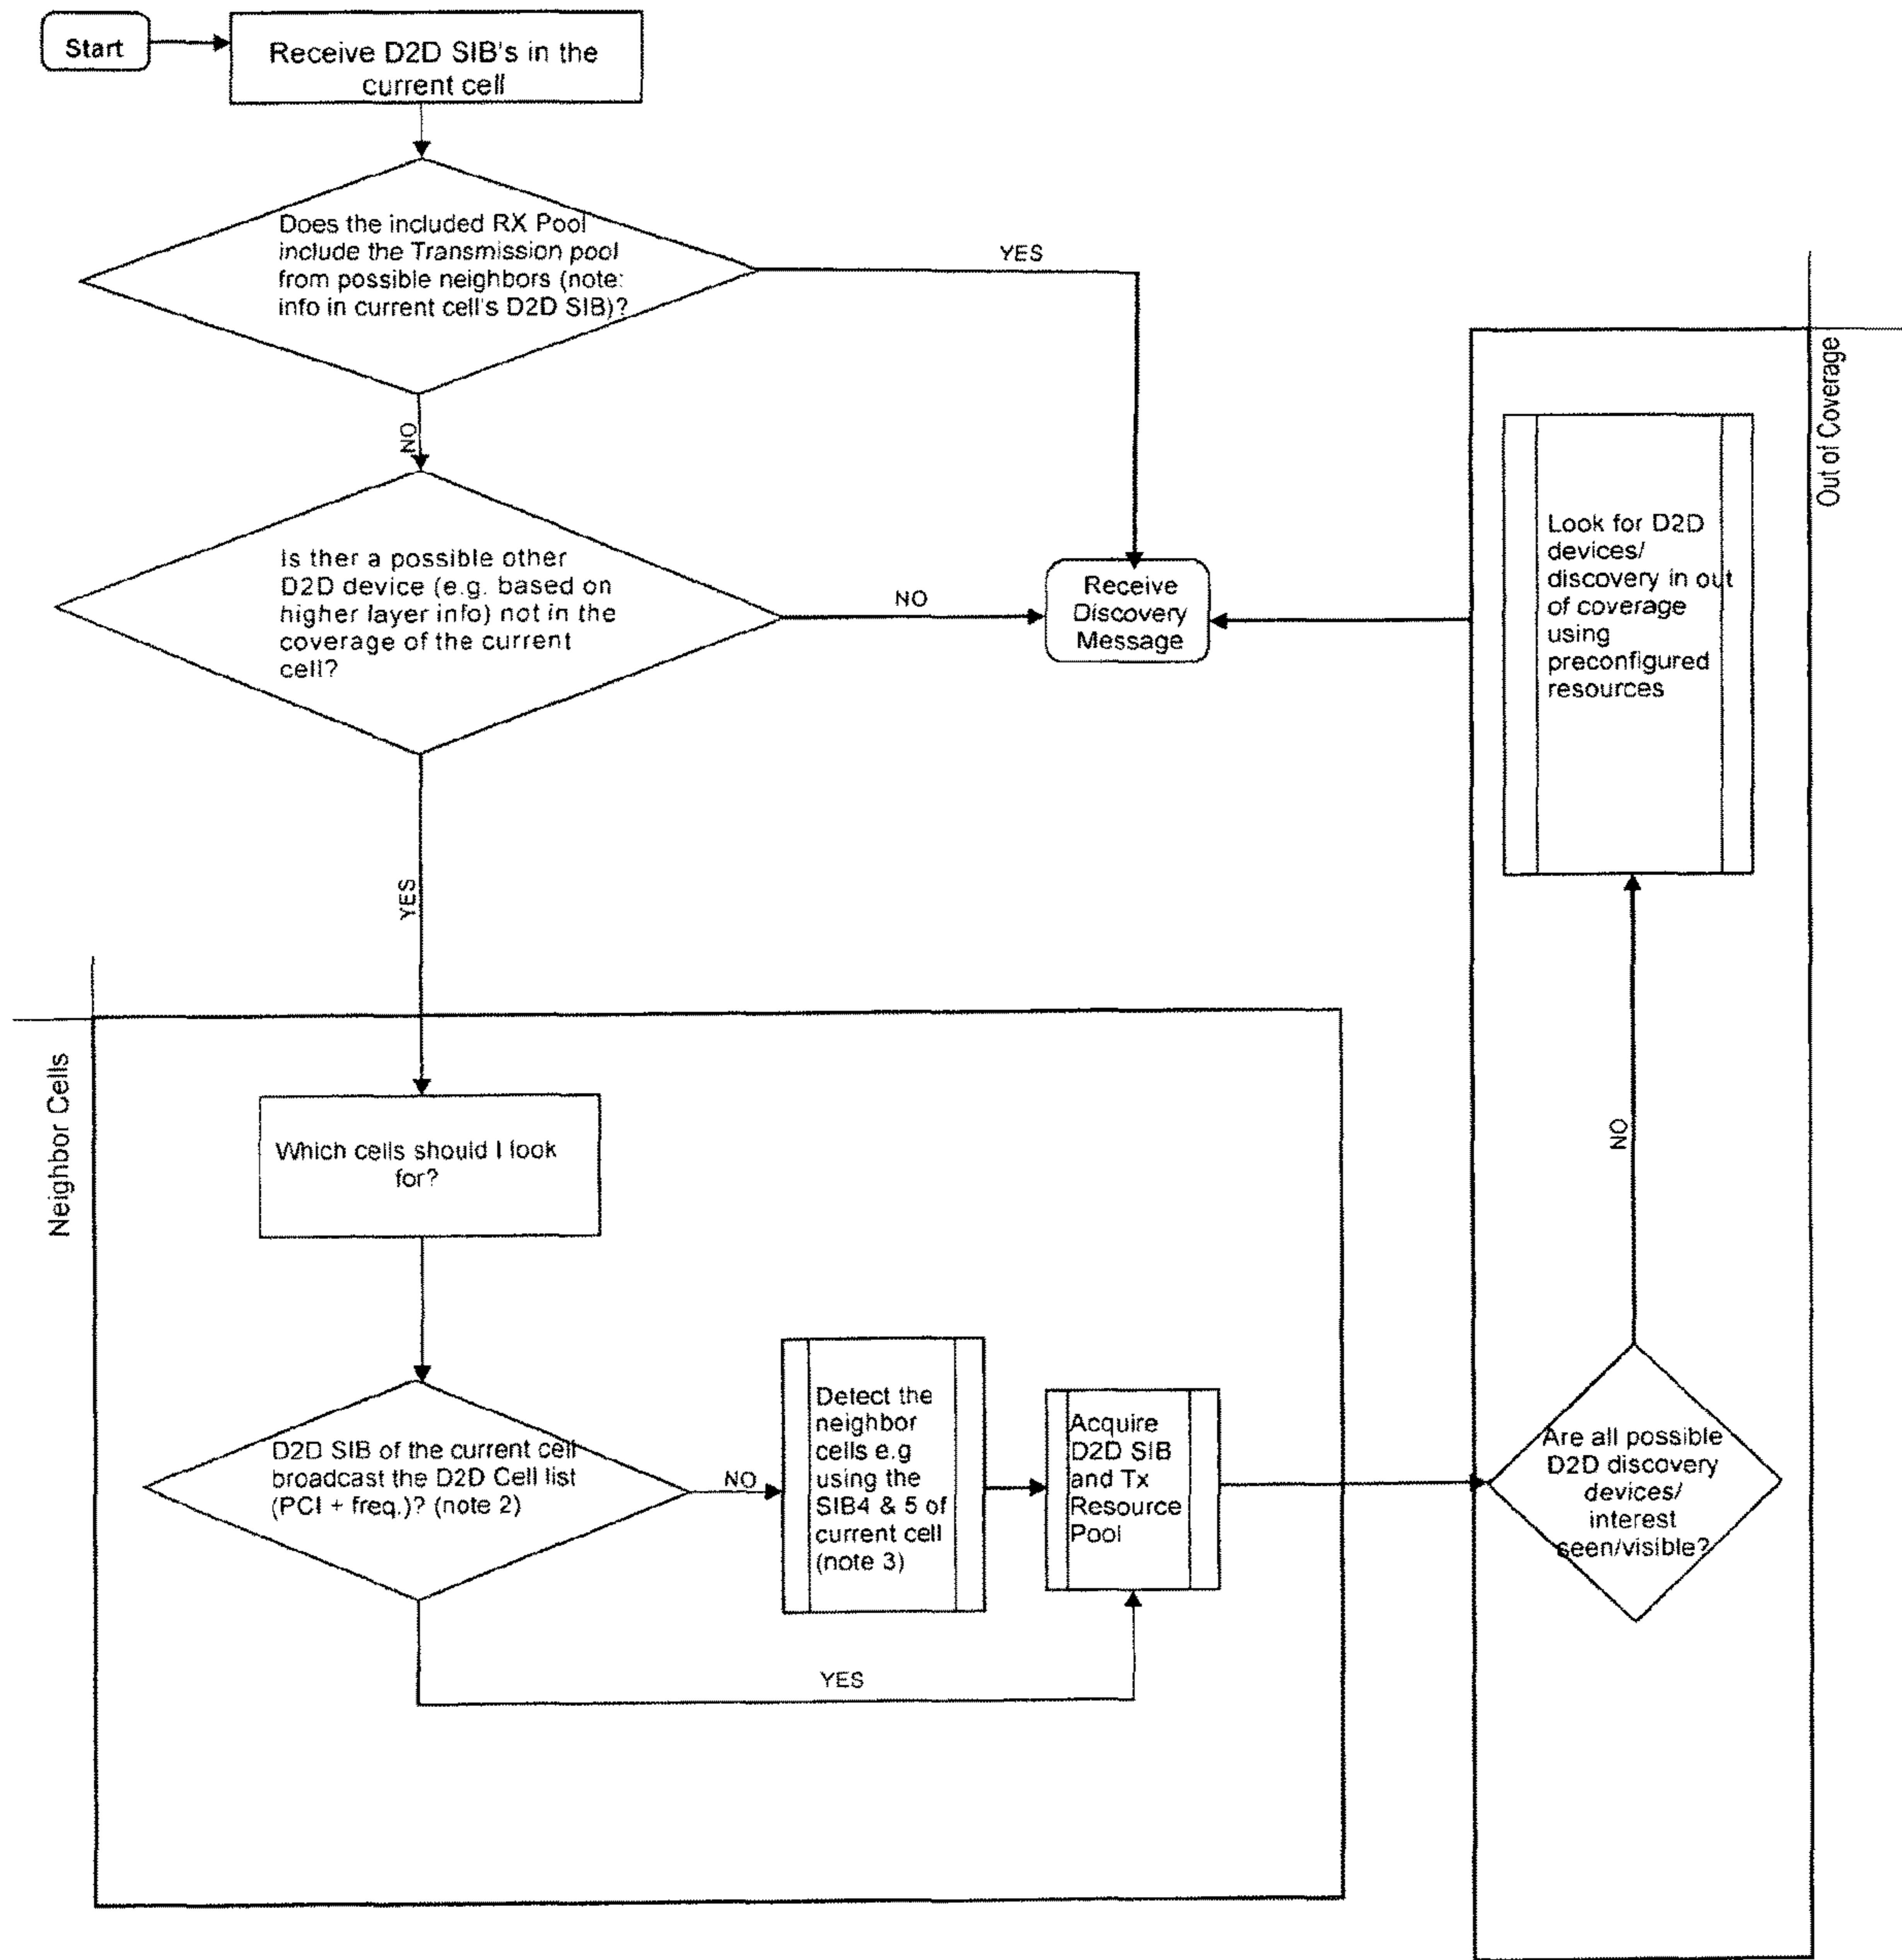 Start
Receive D2D SIB's in the
current cell
Does the included RX Pool
include the Transmission pool
from possible neighbors (note:
info in current cell's D2D SIB)?
YES
NO
Is ther a possible other
D2D device (e.g. based on
higher layer info) not in the
coverage of the current
cell?
NO
Receive
Discovery
Message
YES
Out of Coverage
Look for D2D
devices/
discovery in out
of coverage
using
preconfigured
resources
NO
Neighbor Cells
Which cells should I look
for?
D2D SIB of the current cell
broadcast the D2D Cell list
(PCI + freq.)? (note 2)
NO
Detect the
neighbor
cells e.g
using the
SIB4 & 5 of
current cell
(note 3)
Acquire
D2D SIB
and Tx
Resource
Pool
YES
Are all possible
D2D discovery
devices/
interest
seen/visible?